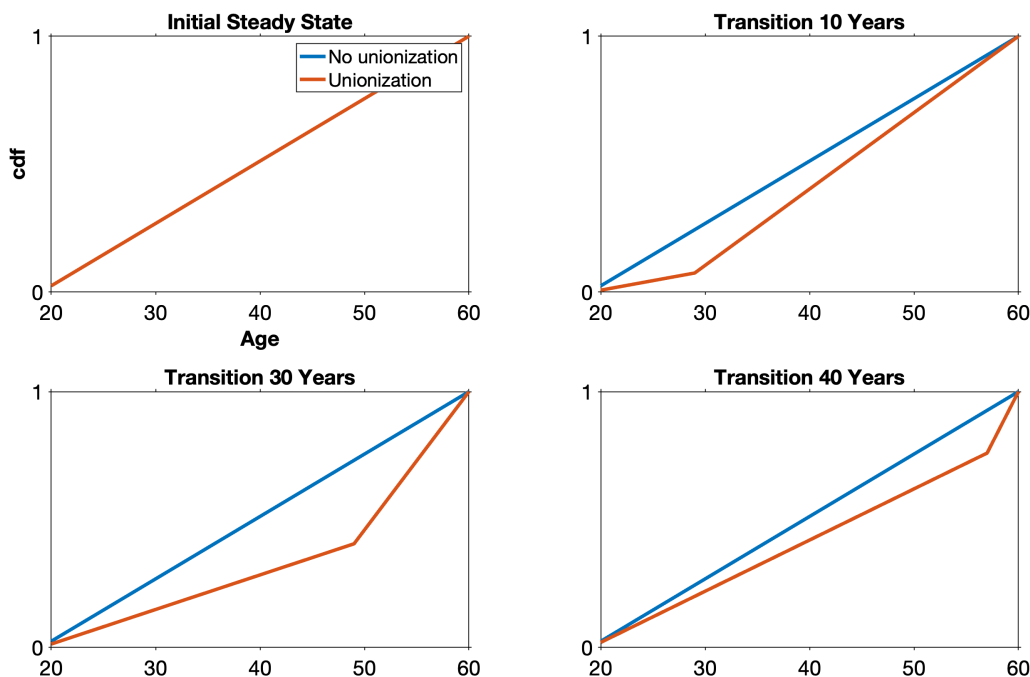 Initial Steady State
1
cdf
0
No unionization
Unionization
20 30 40 50 60
Age
Transition 10 Years
1
0
20 30 40 50 60
Transition 30 Years
1
0
20 30 40 50 60
Transition 40 Years
1
0
20 30 40 50 60